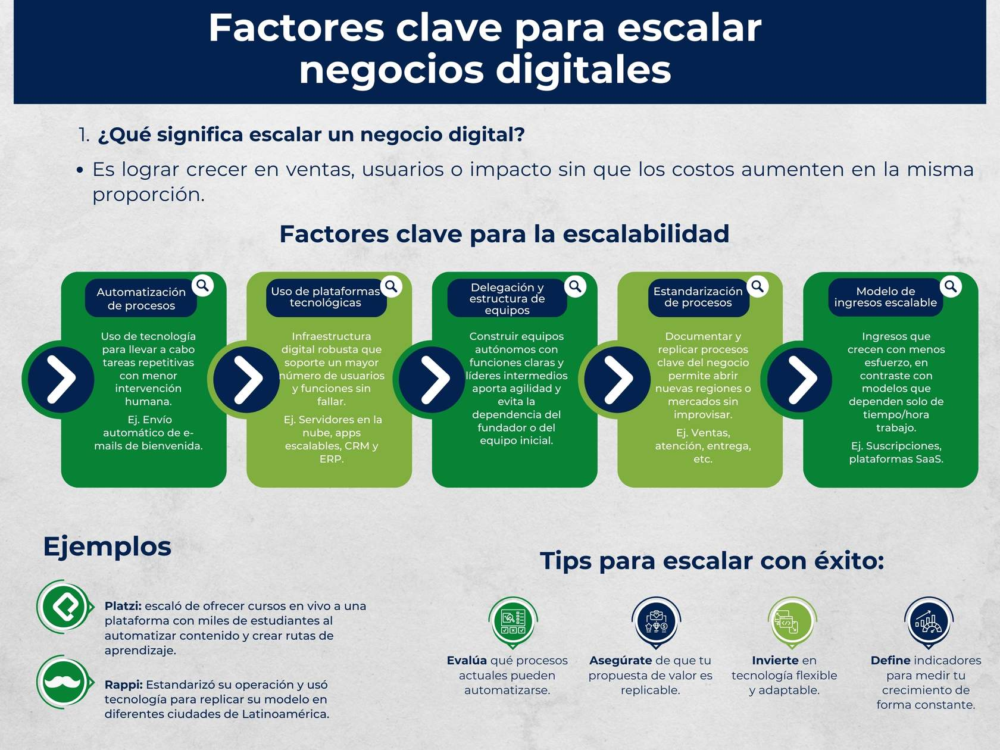 Factores clave para escalar
negocios digitales
1. ¿Qué significa escalar un negocio digital?
• Es lograr crecer en ventas, usuarios o impacto sin que los costos aumenten en la misma
proporción.
Factores clave para la escalabilidad
Automatización
de procesos
Uso de tecnología
para llevar a cabo
tareas repetitivas
con menor
intervención
humana.
Ej. Envío
automático de e-
mails de bienvenida.
Uso de plataformas
tecnológicas
Infraestructura
digital robusta que
soporte un mayor
número de usuarios
y funciones sin
fallar.
Ej. Servidores en la
nube, apps
escalables, CRM y
ERP.
Delegación y
estructura de
equipos
Construir equipos
autónomos con
funciones claras y
líderes intermedios
aporta agilidad y
evita la
dependencia del
fundador o del
equipo inicial.
Estandarización
de procesos
Documentar y
replicar procesos
clave del negocio
permite abrir
nuevas regiones o
mercados sin
improvisar.
Ej. Ventas,
atención, entrega,
etc.
Modelo de
ingresos escalable
Ingresos que
crecen con menos
esfuerzo, en
contraste con
modelos que
dependen solo de
tiempo/hora
trabajo.
Ej. Suscripciones,
plataformas SaaS.
Ejemplos
Platzi: escaló de ofrecer cursos en vivo a una
plataforma con miles de estudiantes al
automatizar contenido y crear rutas de
aprendizaje.
Rappi: Estandarizó su operación y usó
tecnología para replicar su modelo en
diferentes ciudades de Latinoamérica.
Tips para escalar con éxito:
Evalúa qué procesos
actuales pueden
automatizarse.
Asegúrate de que tu
propuesta de valor es
replicable.
Invierte en
tecnología flexible
y adaptable.
Define indicadores
para medir tu
crecimiento de
forma constante.